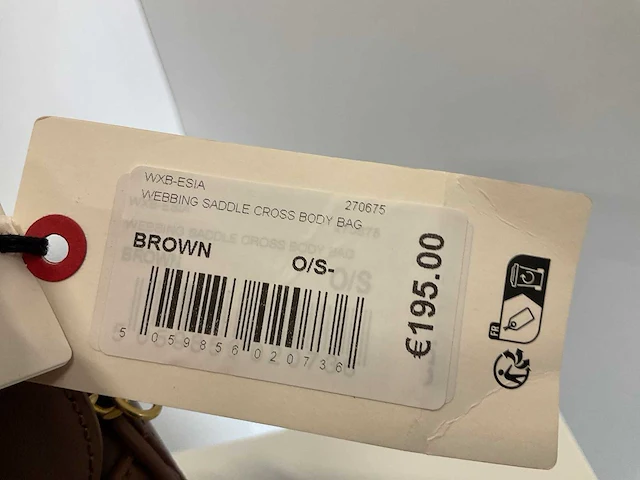 WXB-ESIA
270675
WEBBING SADDLE CROSS BODY BAG
BROWN
O/S-
€195.00
5 059856 020736
FR